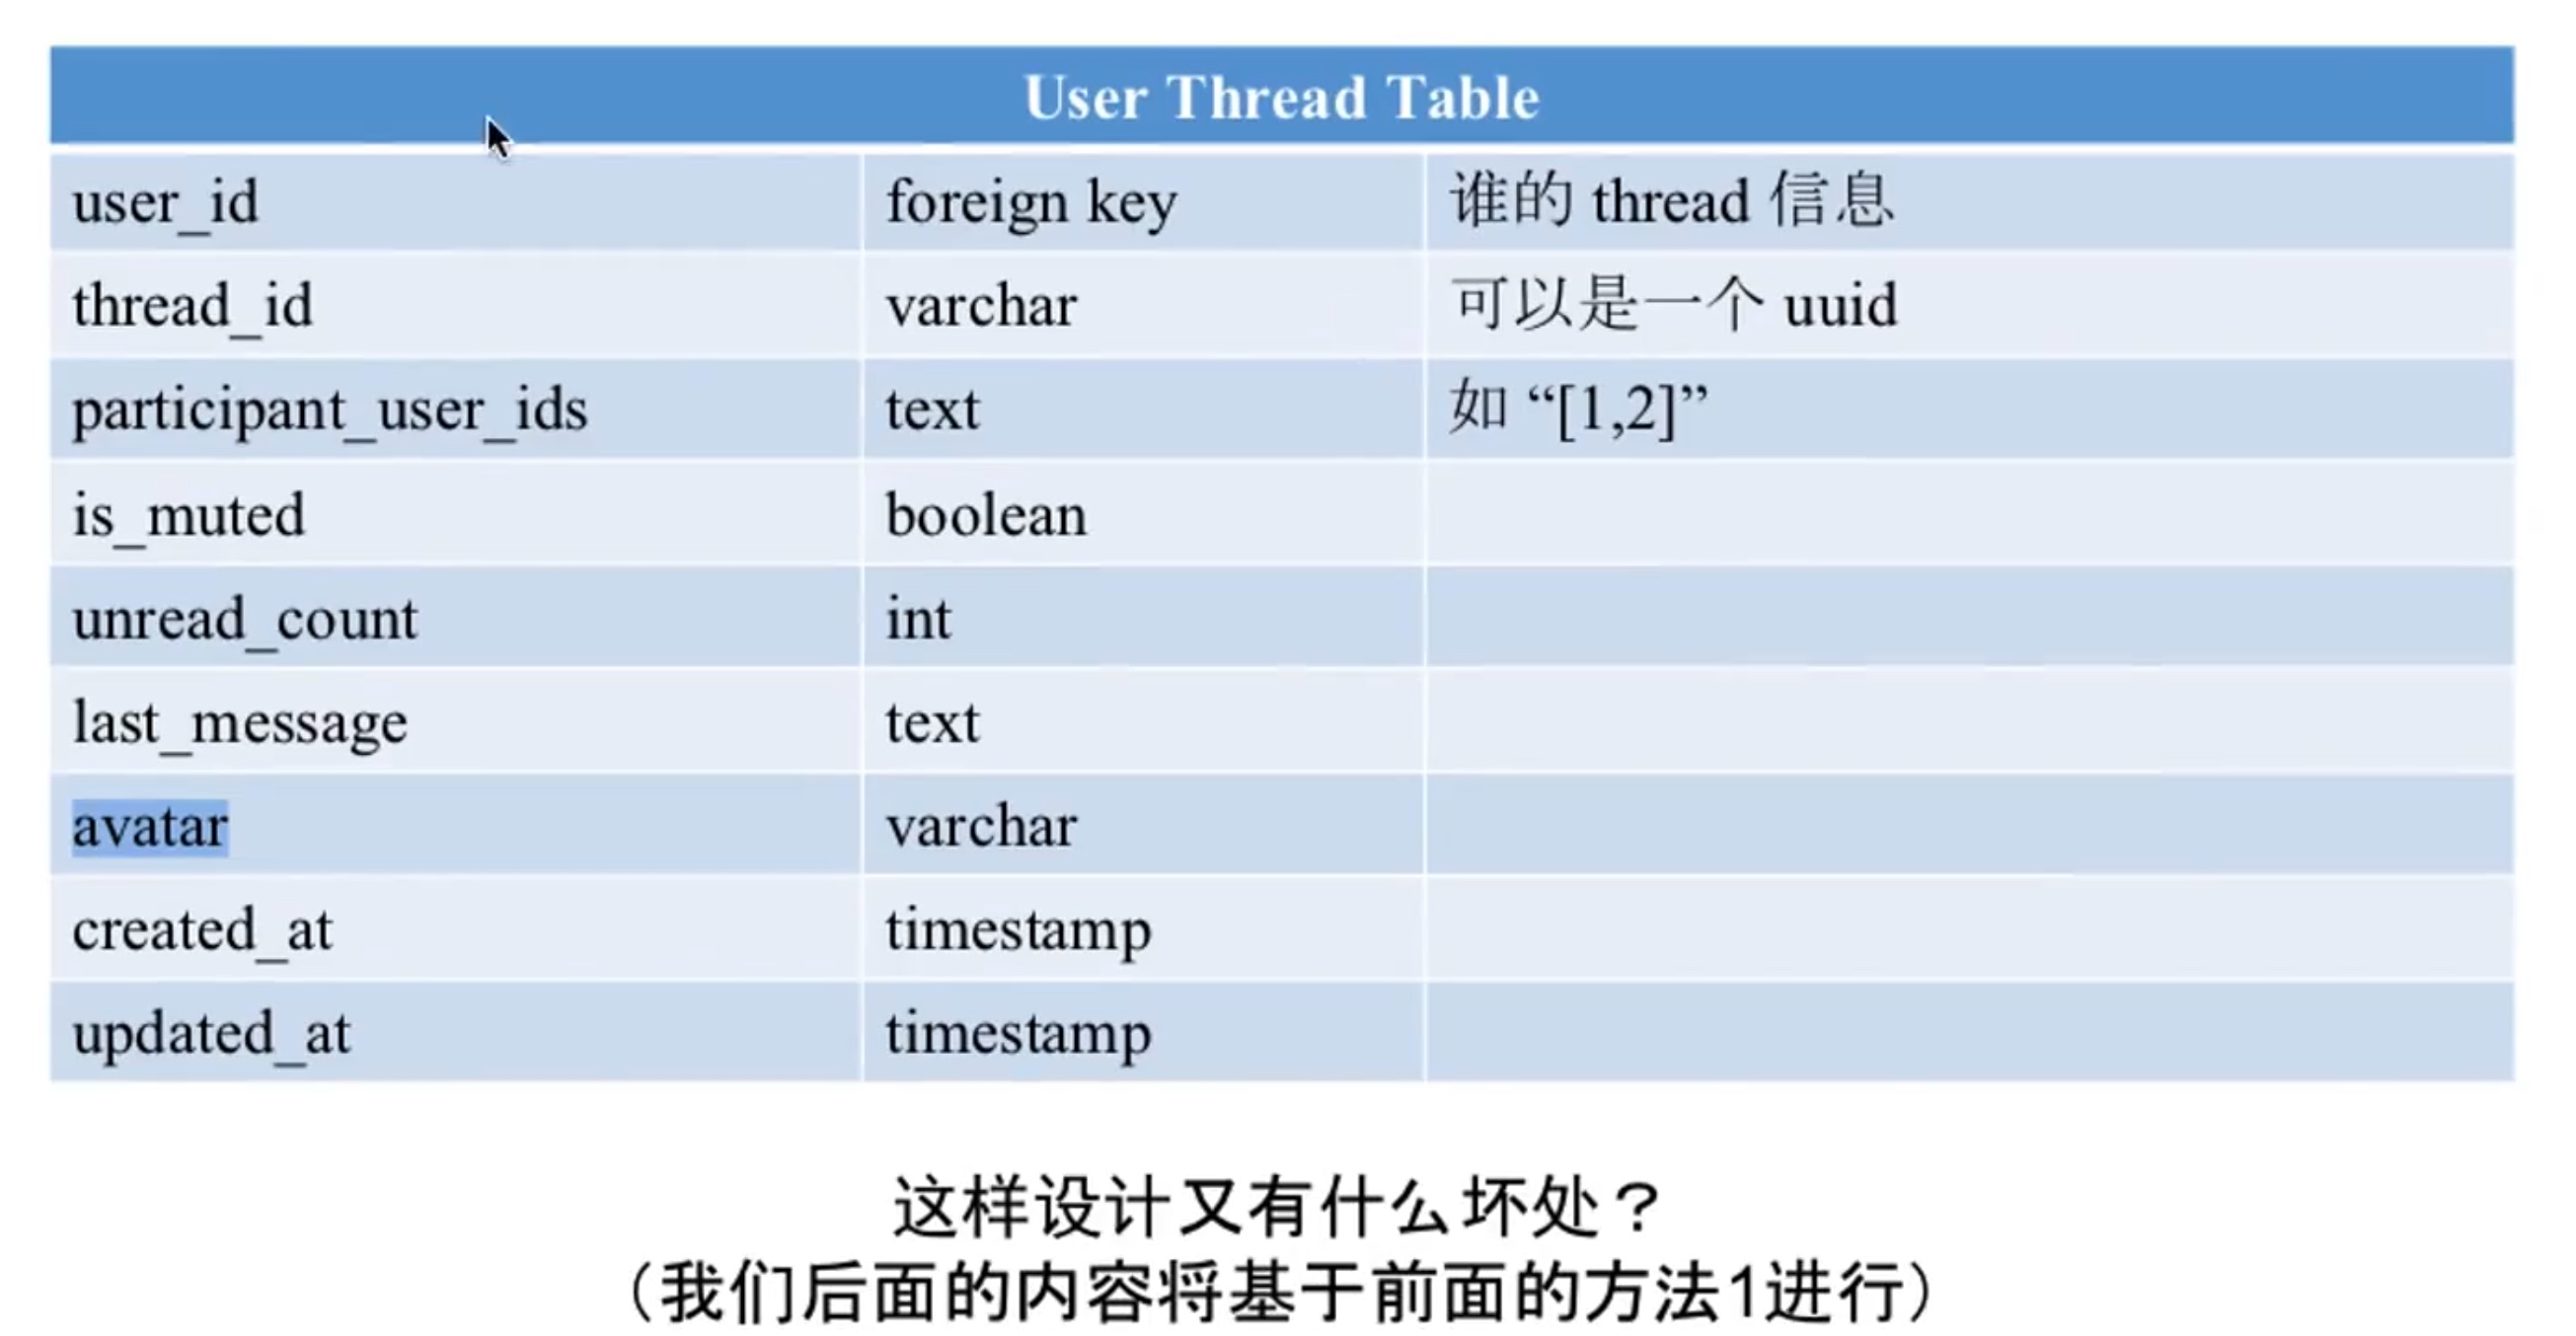 User Thread Table
user_id foreign key 谁的 thread 信息
thread_id varchar 可以是一个 uuid
participant_user_ids text 如 “[1,2]”
is_muted boolean
unread_count int
last_message text
avatar varchar
created_at timestamp
updated_at timestamp
这样设计又有什么坏处？
（我们后面的内容将基于前面的方法1进行）